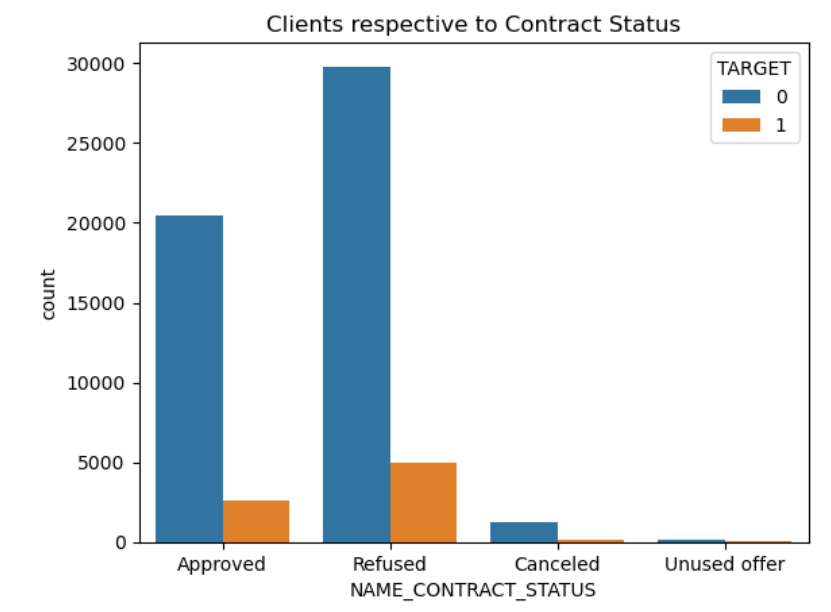 Clients respective to Contract Status
TARGET
0
1
30000
25000
20000
15000
10000
5000
0
count
Approved
Refused
Canceled
Unused offer
NAME_CONTRACT_STATUS